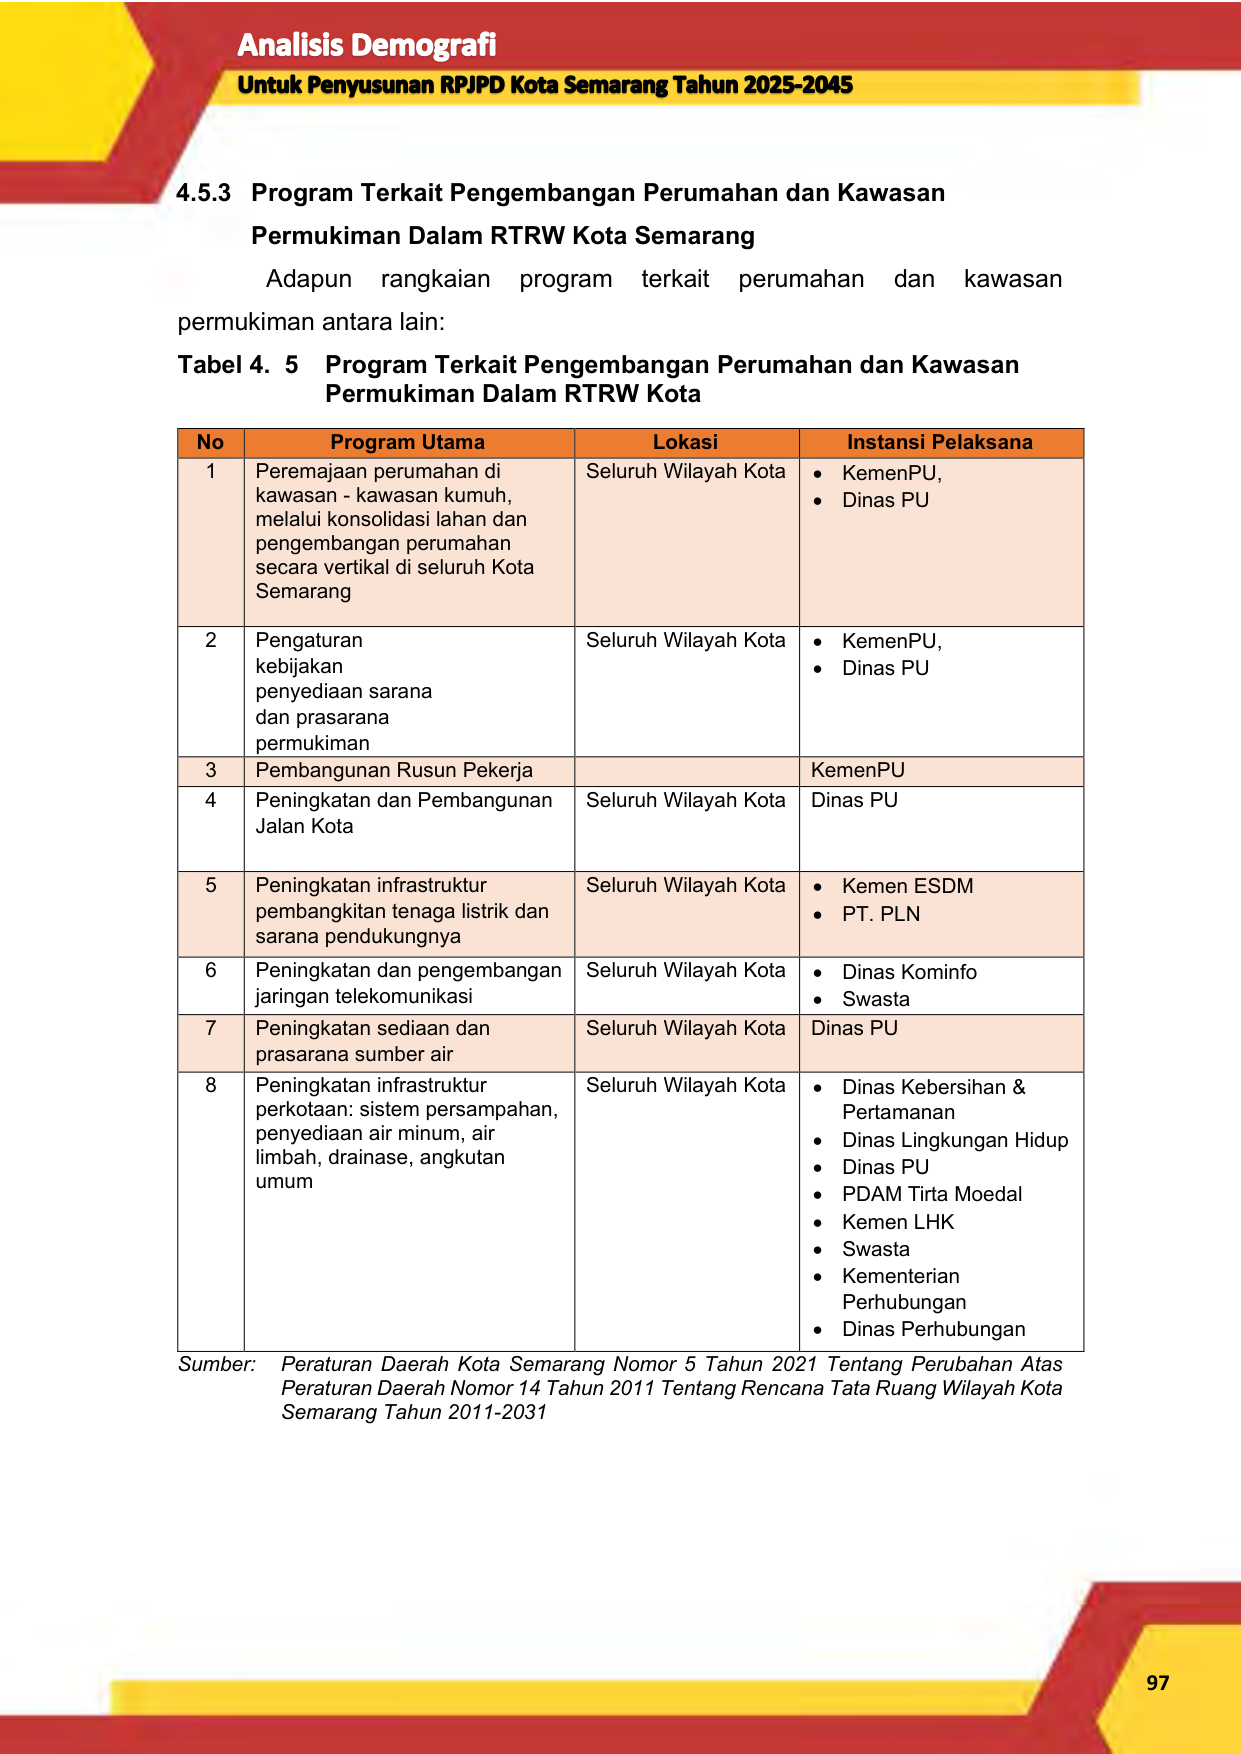 Analisis Demografi
Untuk Penyusunan RPJPD Kota Semarang Tahun 2025-2045
4.5.3 Program Terkait Pengembangan Perumahan dan Kawasan
Permukiman Dalam RTRW Kota Semarang
Adapun rangkaian program terkait perumahan dan kawasan
permukiman antara lain:
Tabel 4. 5 Program Terkait Pengembangan Perumahan dan Kawasan
Permukiman Dalam RTRW Kota
No Program Utama Lokasi Instansi Pelaksana
1 Peremajaan perumahan di Seluruh Wilayah Kota • KemenPU,
kawasan - kawasan kumuh, • Dinas PU
melalui konsolidasi lahan dan
pengembangan perumahan
secara vertikal di seluruh Kota
Semarang
2 Pengaturan Seluruh Wilayah Kota • KemenPU,
kebijakan • Dinas PU
penyediaan sarana
dan prasarana
permukiman
3 Pembangunan Rusun Pekerja KemenPU
4 Peningkatan dan Pembangunan Seluruh Wilayah Kota Dinas PU
Jalan Kota
5 Peningkatan infrastruktur Seluruh Wilayah Kota • Kemen ESDM
pembangkitan tenaga listrik dan • PT. PLN
sarana pendukungnya
6 Peningkatan dan pengembangan Seluruh Wilayah Kota • Dinas Kominfo
jaringan telekomunikasi • Swasta
7 Peningkatan sediaan dan Seluruh Wilayah Kota Dinas PU
prasarana sumber air
8 Peningkatan infrastruktur Seluruh Wilayah Kota • Dinas Kebersihan &
perkotaan: sistem persampahan, Pertamanan
penyediaan air minum, air • Dinas Lingkungan Hidup
limbah, drainase, angkutan • Dinas PU
umum • PDAM Tirta Moedal
• Kemen LHK
• Swasta
• Kementerian
Perhubungan
• Dinas Perhubungan
Sumber: Peraturan Daerah Kota Semarang Nomor 5 Tahun 2021 Tentang Perubahan Atas
Peraturan Daerah Nomor 14 Tahun 2011 Tentang Rencana Tata Ruang Wilayah Kota
Semarang Tahun 2011-2031
97